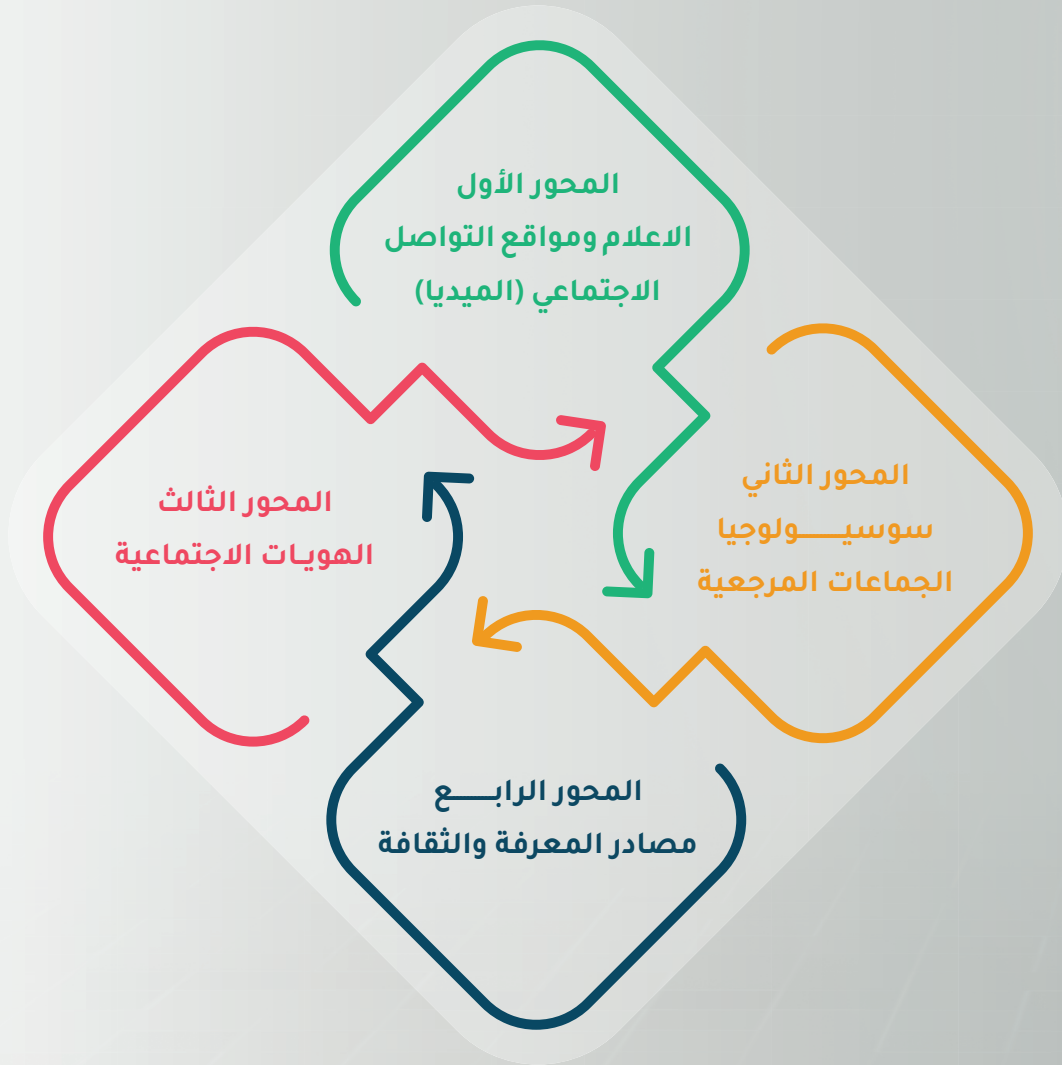 المحور الأول
الاعلام ومواقع التواصل
الاجتماعي (الميديا)
المحور الثاني
سوسيـــــولوجيا
الجماعات المرجعية
المحور الثالث
الهويـات الاجتماعية
المحور الرابـــــع
مصادر المعرفة والثقافة